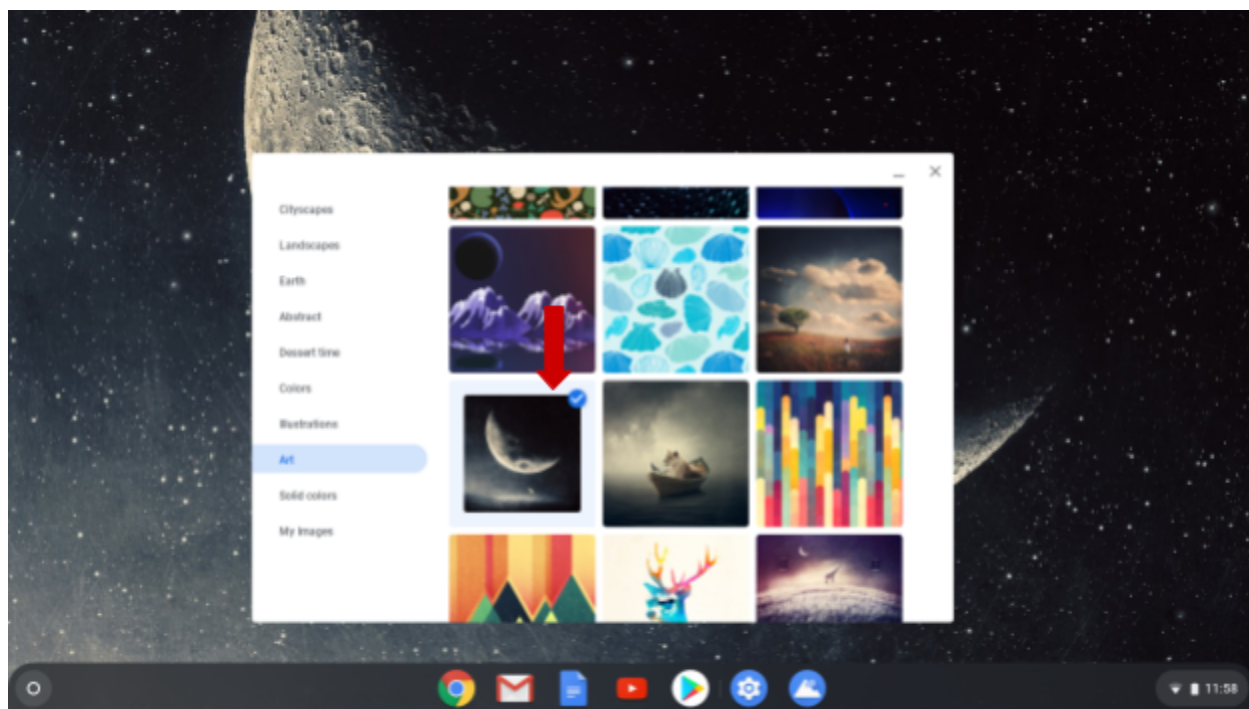 Cityscapes
Landscapes
Earth
Abstract
Dessert time
Colors
Illustrations
Art
Solid colors
My Images
11:58